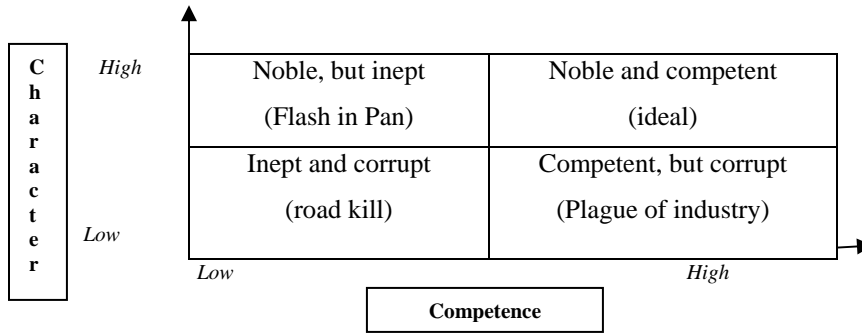 Character
High
Noble, but inept
(Flash in Pan)
Noble and competent
(ideal)
Inept and corrupt
(road kill)
Competent, but corrupt
(Plague of industry)
Low
Low
High
Competence